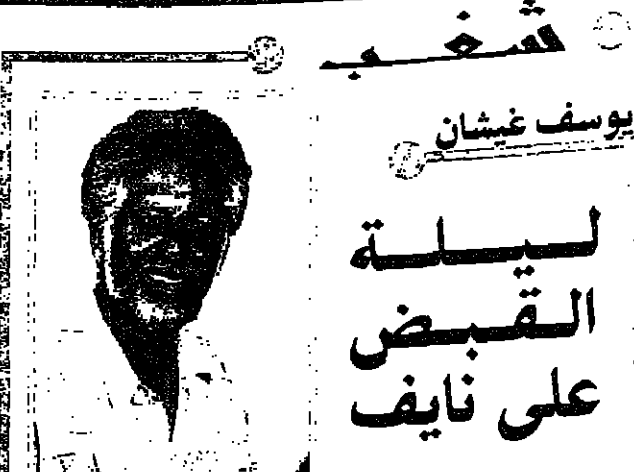 شغب
يوسف غيشان
ليلة
القبض
على نايف